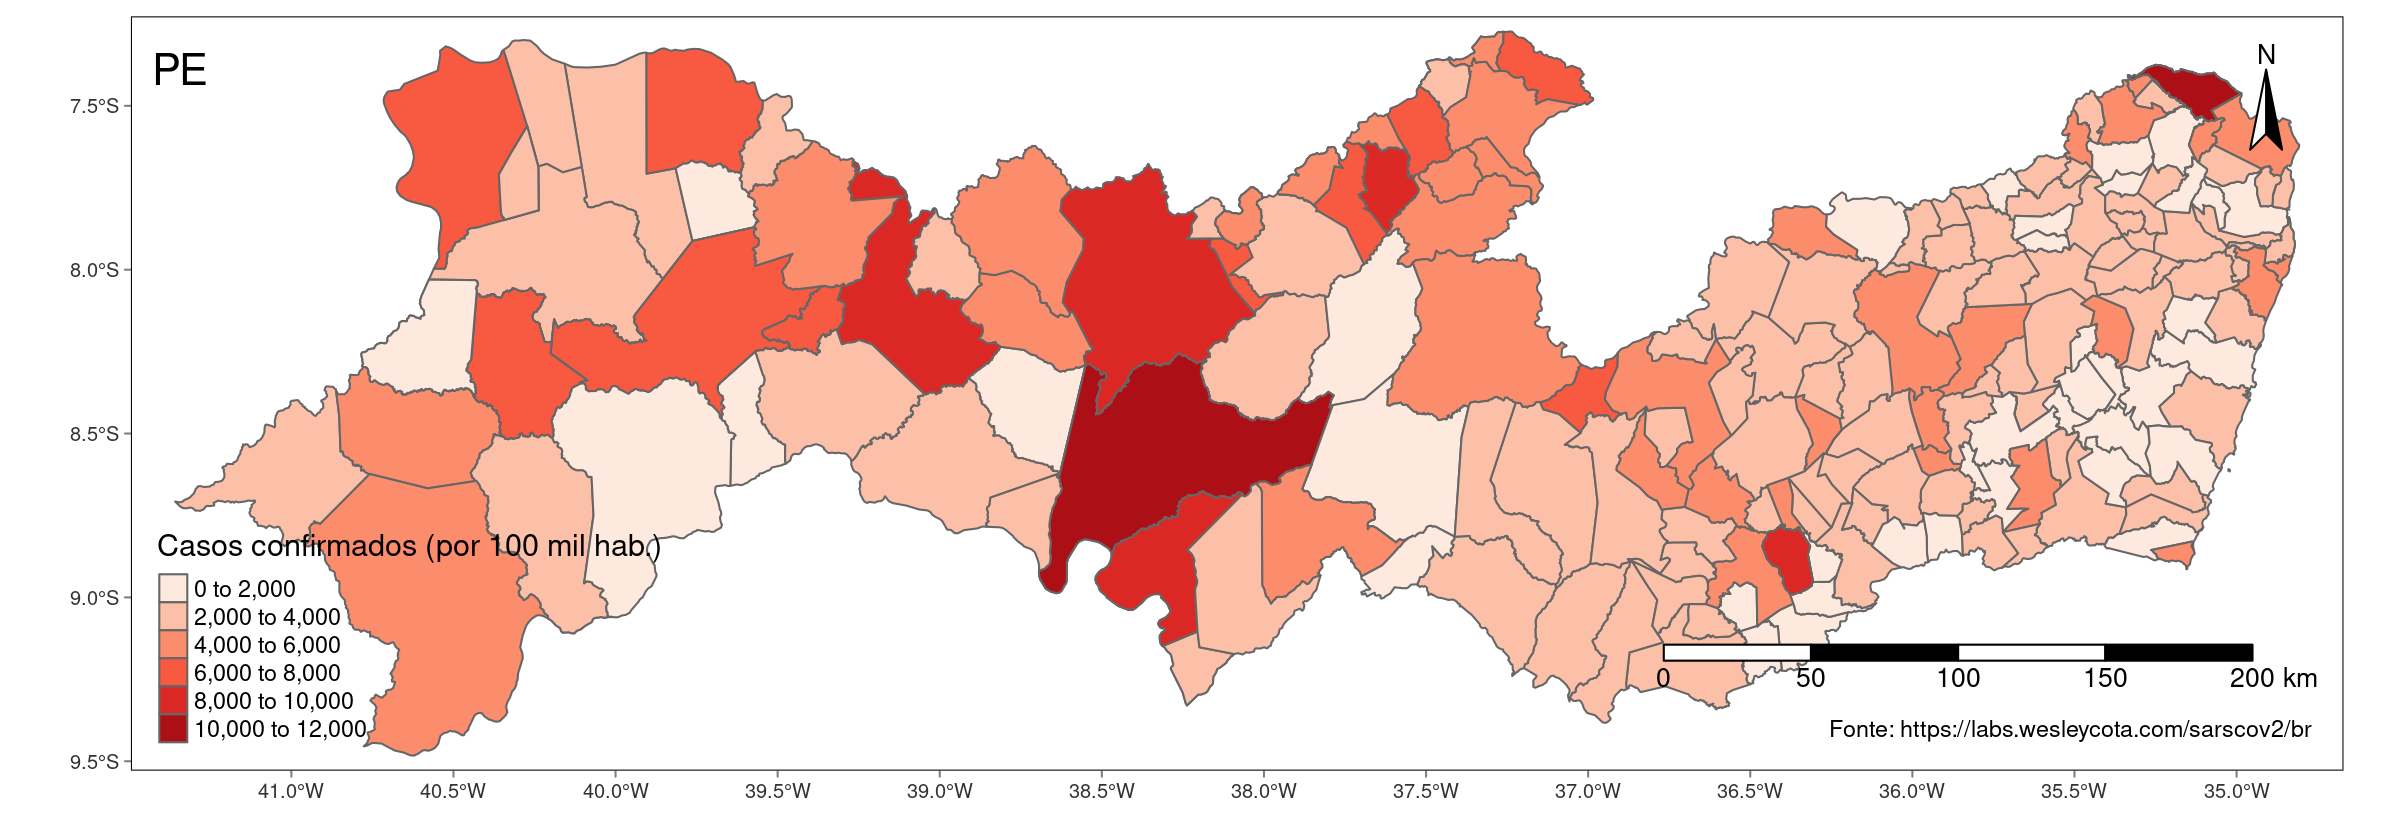 PE
N
7.5°S
8.0°S
8.5°S
9.0°S
9.5°S
Casos confirmados (por 100 mil hab.)
0 to 2,000
2,000 to 4,000
4,000 to 6,000
6,000 to 8,000
8,000 to 10,000
10,000 to 12,000
0 50 100 150 200 km
Fonte: https://labs.wesleycota.com/sarscov2/br
41.0°W 40.5°W 40.0°W 39.5°W 39.0°W 38.5°W 38.0°W 37.5°W 37.0°W 36.5°W 36.0°W 35.5°W 35.0°W